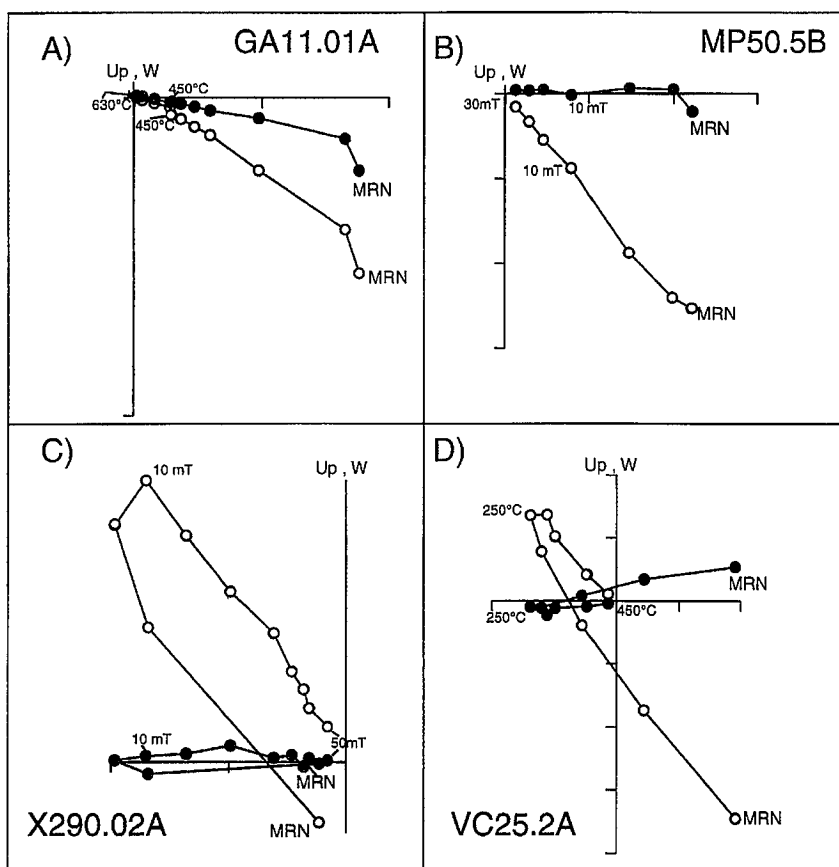 A)
GA11.01A
Up , W
450°C
630°C
450°C
MRN
MRN
B)
MP50.5B
Up , W
30mT
10 mT
MRN
10 mT
MRN
C)
10 mT
Up , W
10 mT
50mT
MRN
MRN
X290.02A
D)
Up , W
250°C
MRN
250°C
450°C
MRN
VC25.2A